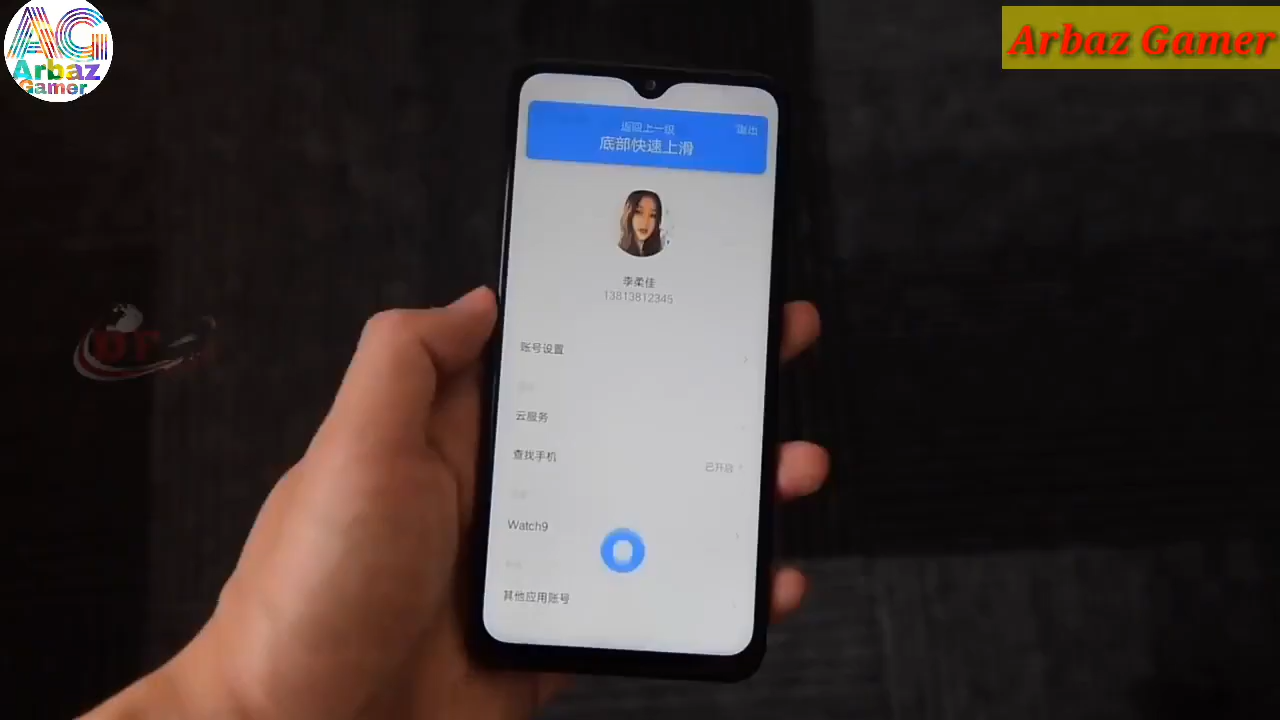 AG
Arbaz
Gamer
Arbaz Gamer
返回上一级
退出
底部快速上滑
李柔佳
13813812345
账号设置
云服务
查找手机
已开启
Watch9
其他应用账号